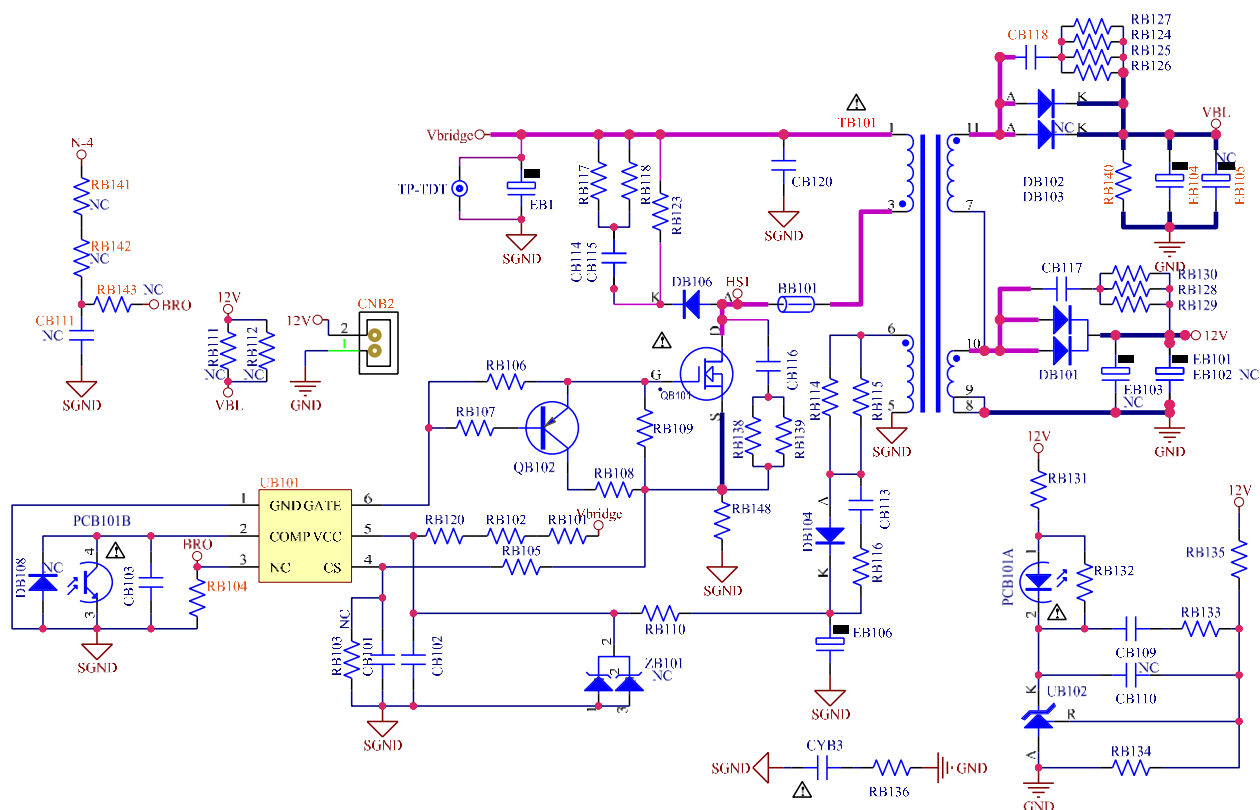 RB127
RB124
RB125
RB126
CB118
A
K
VBL
A
NC
K
TB101
1
11
Vbridge
N-4
RB141
NC
RB142
NC
RB143
NC
BRO
CB111
NC
SGND
TP-TDT
EB1
SGND
RB117
RB118
RB123
CB114
CB115
CB120
SGND
3
7
DB102
DB103
RB140
EB104
NC
EB105
GND
K
DB106
A
HS1
BB101
CB117
RB130
RB128
RB129
12V
10
DB101
EB103
NC
EB101
EB102
NC
9
8
GND
12V
RB111
NC
RB112
NC
VBL
12V
CNB2
2
1
GND
D
G
QB101
S
CB116
RB138
RB139
RB106
RB107
QB102
RB109
RB108
RB148
SGND
6
5
SGND
RB114
RB115
A
DB104
K
CB113
RB116
UB101
1
GND
GATE
6
2
COMP
VCC
5
3
NC
CS
4
PCB101B
4
3
NC
DB108
CB103
BRO
RB104
SGND
RB120
RB102
RB101
Vbridge
RB105
NC
RB103
CB101
CB102
SGND
RB110
2
2
ZB101
NC
1
3
EB106
SGND
12V
RB131
1
PCB101A
2
RB132
12V
RB135
RB133
CB109
NC
CB110
K
UB102
R
A
RB134
GND
SGND
CYB3
RB136
GND